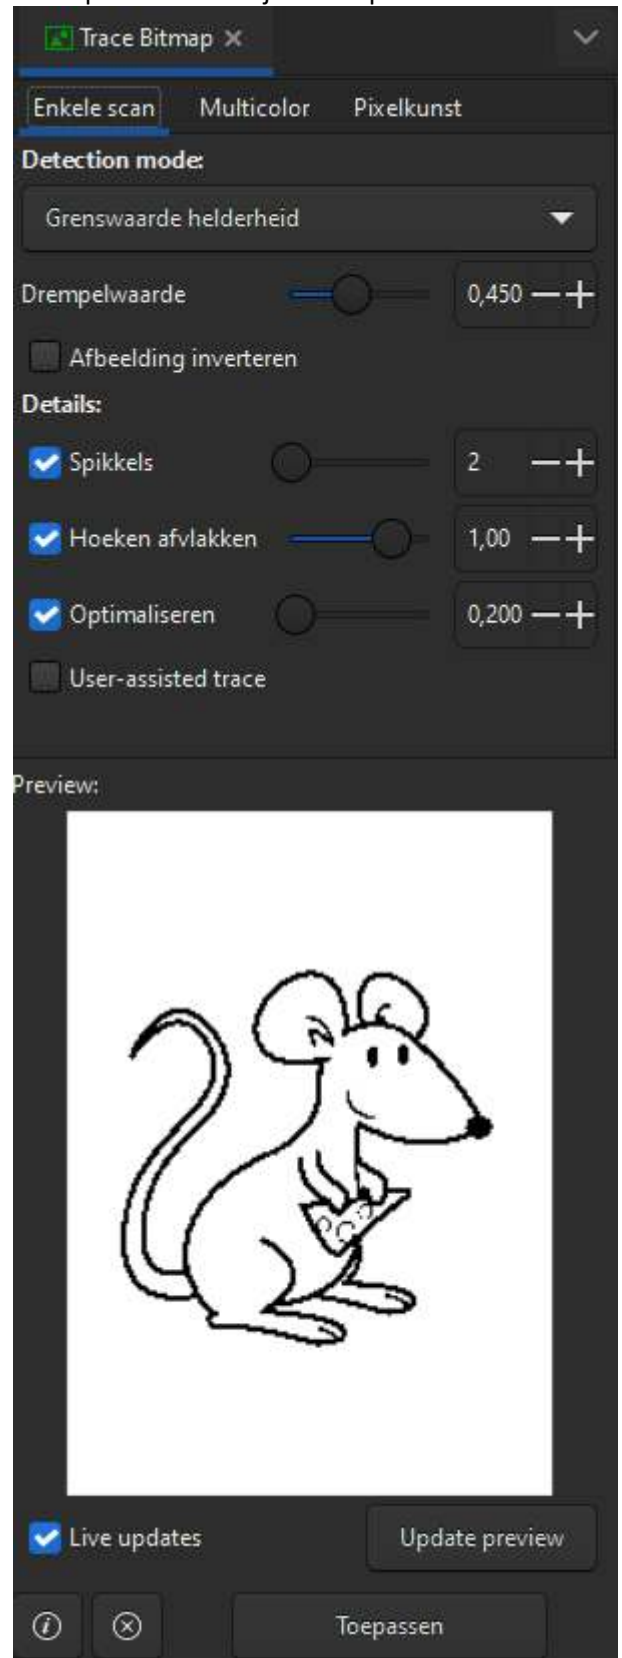 Trace Bitmap
Enkele scan Multicolor Pixelkunst
Detection mode:
Grenswaarde helderheid
Drempelwaarde 0,450
Afbeelding inverteren
Details:
Spikkels 2
Hoeken afvlakken 1,00
Optimaliseren 0,200
User-assisted trace
Preview:
Live updates Update preview
Toepassen